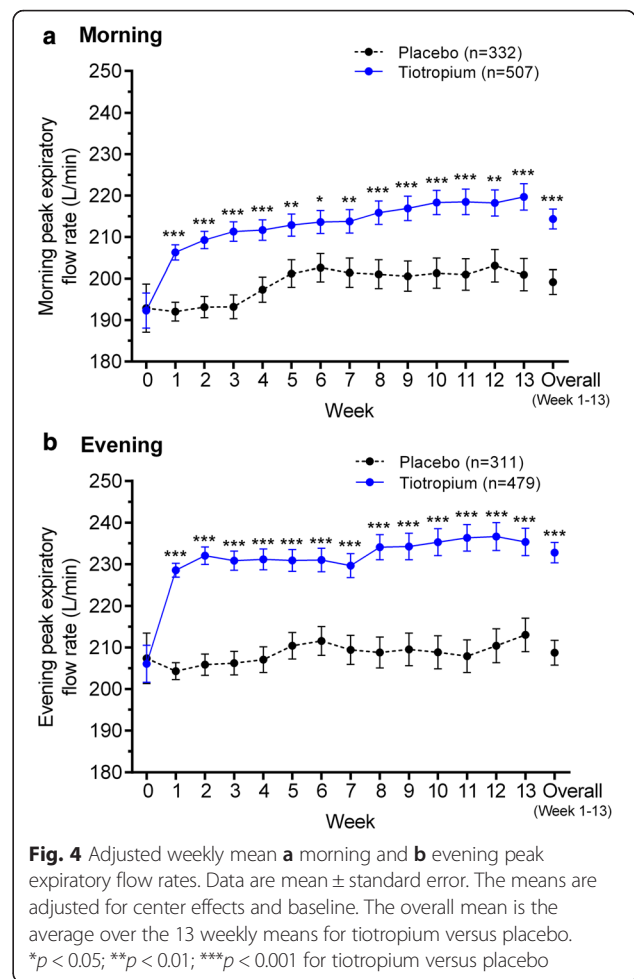 a Morning
Placebo (n=332)
Tiotropium (n=507)
Morning peak expiratory
flow rate (L/min)
250
240
230
220
210
200
190
180
*** *** *** *** ** * ** *** *** *** *** ** *** ***
0 1 2 3 4 5 6 7 8 9 10 11 12 13 Overall
(Week 1-13)
Week
b Evening
Placebo (n=311)
Tiotropium (n=479)
Evening peak expiratory
flow rate (L/min)
250
240
230
220
210
200
190
180
*** *** *** *** *** *** *** *** *** *** *** *** *** ***
0 1 2 3 4 5 6 7 8 9 10 11 12 13 Overall
(Week 1-13)
Week
Fig. 4 Adjusted weekly mean a morning and b evening peak
expiratory flow rates. Data are mean ± standard error. The means are
adjusted for center effects and baseline. The overall mean is the
average over the 13 weekly means for tiotropium versus placebo.
*p < 0.05; **p < 0.01; ***p < 0.001 for tiotropium versus placebo